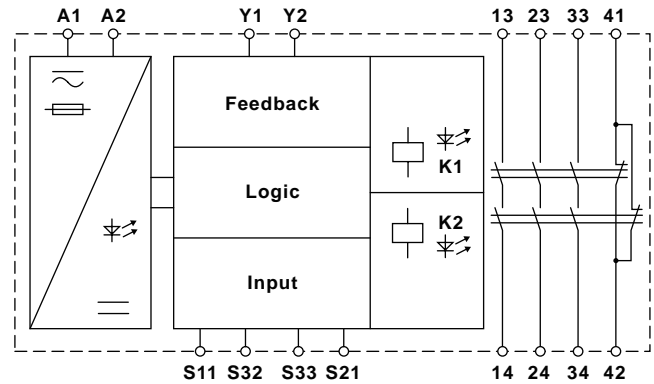 A1 A2 Y1 Y2 13 23 33 41
Feedback
K1
Logic
K2
Input
S11 S32 S33 S21 14 24 34 42